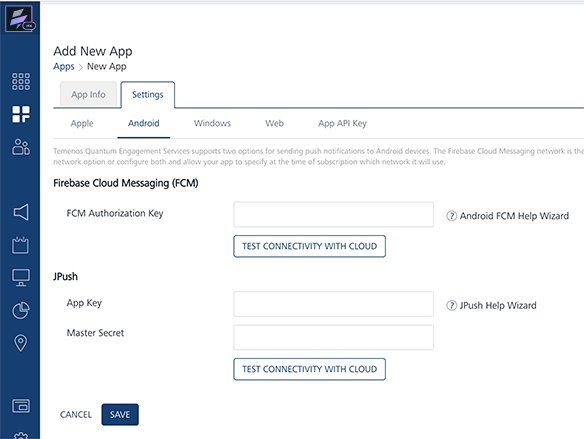 Add New App
Apps > New App
App Info Settings
Apple Android Windows Web App API Key
Temenos Quantum Engagement Services supports two options for sending push notifications to Android devices. The Firebase Cloud Messaging network is the
network option or configure both and allow your app to specify at the time of subscription which network it will use.
Firebase Cloud Messaging (FCM)
FCM Authorization Key
? Android FCM Help Wizard
TEST CONNECTIVITY WITH CLOUD
JPush
App Key
? JPush Help Wizard
Master Secret
TEST CONNECTIVITY WITH CLOUD
CANCEL SAVE